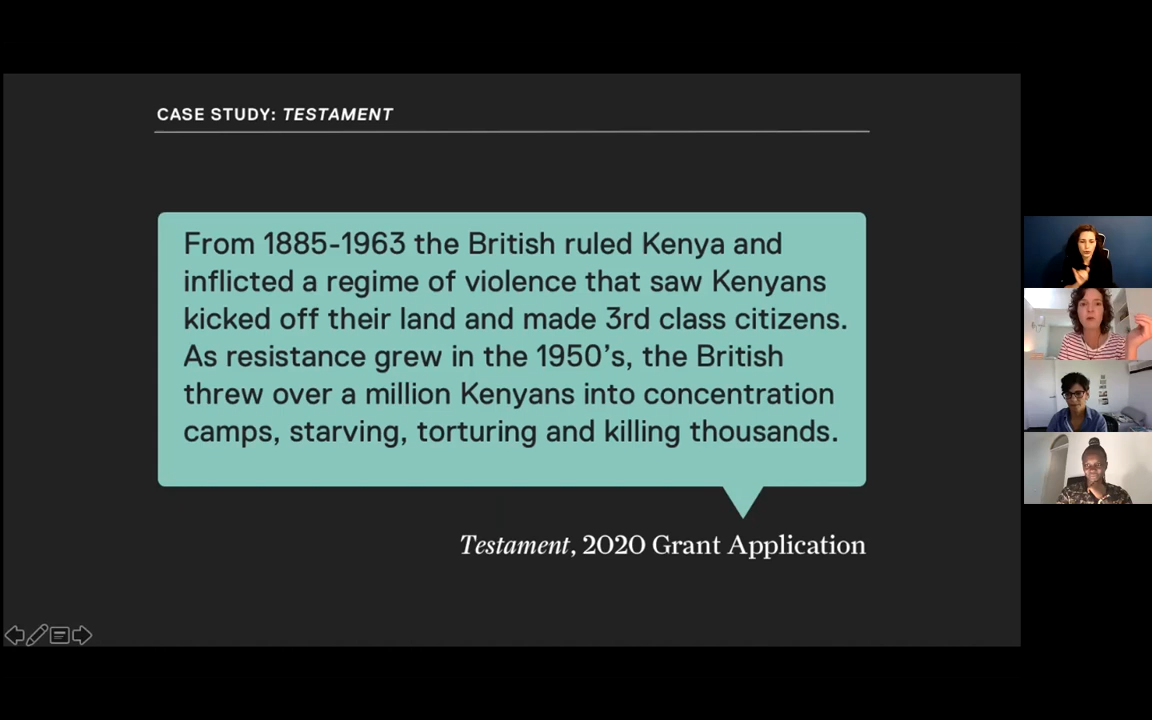 CASE STUDY: TESTAMENT
From 1885-1963 the British ruled Kenya and
inflicted a regime of violence that saw Kenyans
kicked off their land and made 3rd class citizens.
As resistance grew in the 1950’s, the British
threw over a million Kenyans into concentration
camps, starving, torturing and killing thousands.
Testament, 2020 Grant Application